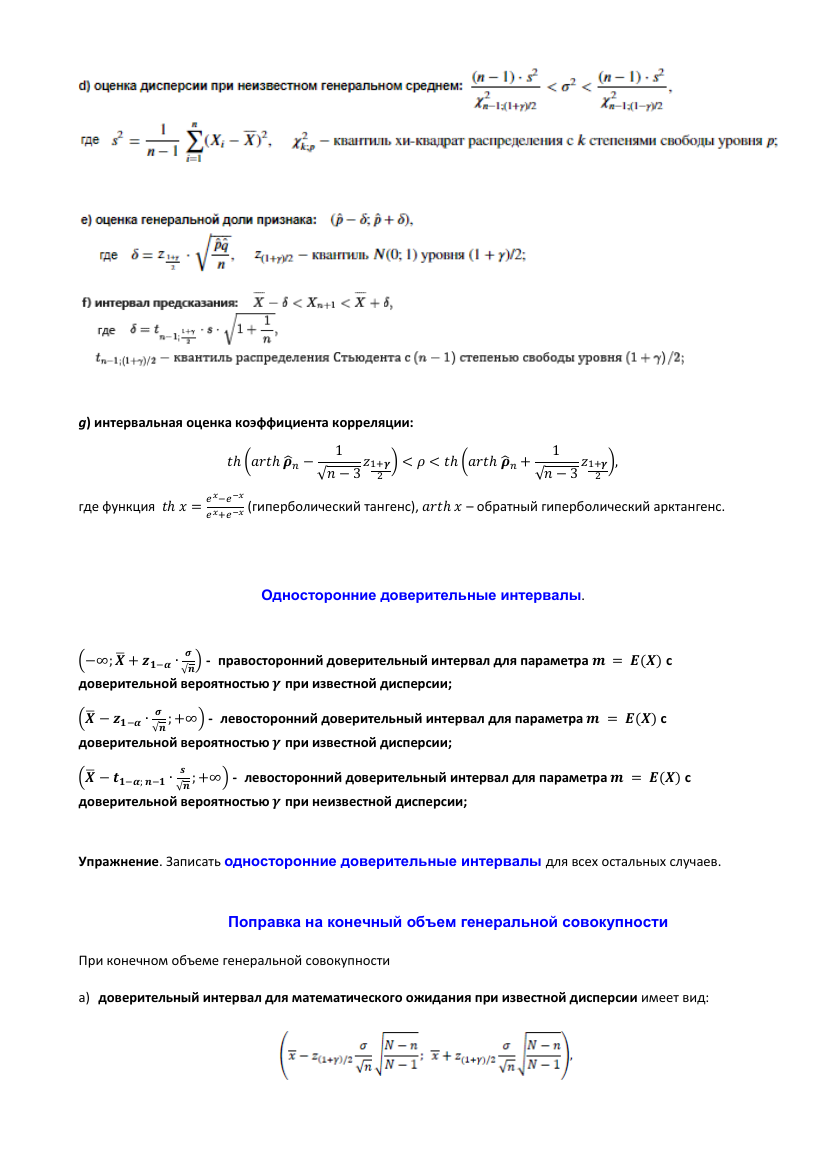 d) оценка дисперсии при неизвестном генеральном среднем: $\frac{(n-1)\cdot s^2}{\chi^2_{n-1;(1+\gamma)/2}} < \sigma^2 < \frac{(n-1)\cdot s^2}{\chi^2_{n-1;(1-\gamma)/2}}$,
где $s^2 = \frac{1}{n-1}\sum_{i=1}^{n}(X_i - \overline{X})^2$, $\chi^2_{k;p}$ – квантиль хи-квадрат распределения с $k$ степенями свободы уровня $p$;
e) оценка генеральной доли признака: $(\hat{p} - \delta; \hat{p} + \delta)$,
где $\delta = z_{\frac{1+\gamma}{2}} \cdot \sqrt{\frac{\hat{p}\hat{q}}{n}}$, $z_{(1+\gamma)/2}$ – квантиль $N(0; 1)$ уровня $(1 + \gamma)/2$;
f) интервал предсказания: $\overline{X} - \delta < X_{n+1} < \overline{X} + \delta$,
где $\delta = t_{n-1;\frac{1+\gamma}{2}} \cdot s \cdot \sqrt{1 + \frac{1}{n}}$,
$t_{n-1;(1+\gamma)/2}$ – квантиль распределения Стьюдента с $(n - 1)$ степенью свободы уровня $(1 + \gamma)/2$;
g) интервальная оценка коэффициента корреляции:
$th\left(arth\,\hat{\rho}_n - \frac{1}{\sqrt{n-3}} z_{\frac{1+\gamma}{2}}\right) < \rho < th\left(arth\,\hat{\rho}_n + \frac{1}{\sqrt{n-3}} z_{\frac{1+\gamma}{2}}\right)$,
где функция $th\,x = \frac{e^x - e^{-x}}{e^x + e^{-x}}$ (гиперболический тангенс), $arth\,x$ – обратный гиперболический арктангенс.
Односторонние доверительные интервалы.
$\left(-\infty; \overline{X} + z_{1-\alpha} \cdot \frac{\sigma}{\sqrt{n}}\right)$ - правосторонний доверительный интервал для параметра $m = E(X)$ с
доверительной вероятностью $\gamma$ при известной дисперсии;
$\left(\overline{X} - z_{1-\alpha} \cdot \frac{\sigma}{\sqrt{n}}; +\infty\right)$ - левосторонний доверительный интервал для параметра $m = E(X)$ с
доверительной вероятностью $\gamma$ при известной дисперсии;
$\left(\overline{X} - t_{1-\alpha;\,n-1} \cdot \frac{s}{\sqrt{n}}; +\infty\right)$ - левосторонний доверительный интервал для параметра $m = E(X)$ с
доверительной вероятностью $\gamma$ при неизвестной дисперсии;
Упражнение. Записать односторонние доверительные интервалы для всех остальных случаев.
Поправка на конечный объем генеральной совокупности
При конечном объеме генеральной совокупности
а) доверительный интервал для математического ожидания при известной дисперсии имеет вид:
$\left(\overline{x} - z_{(1+\gamma)/2}\frac{\sigma}{\sqrt{n}}\sqrt{\frac{N-n}{N-1}};\ \overline{x} + z_{(1+\gamma)/2}\frac{\sigma}{\sqrt{n}}\sqrt{\frac{N-n}{N-1}}\right)$,